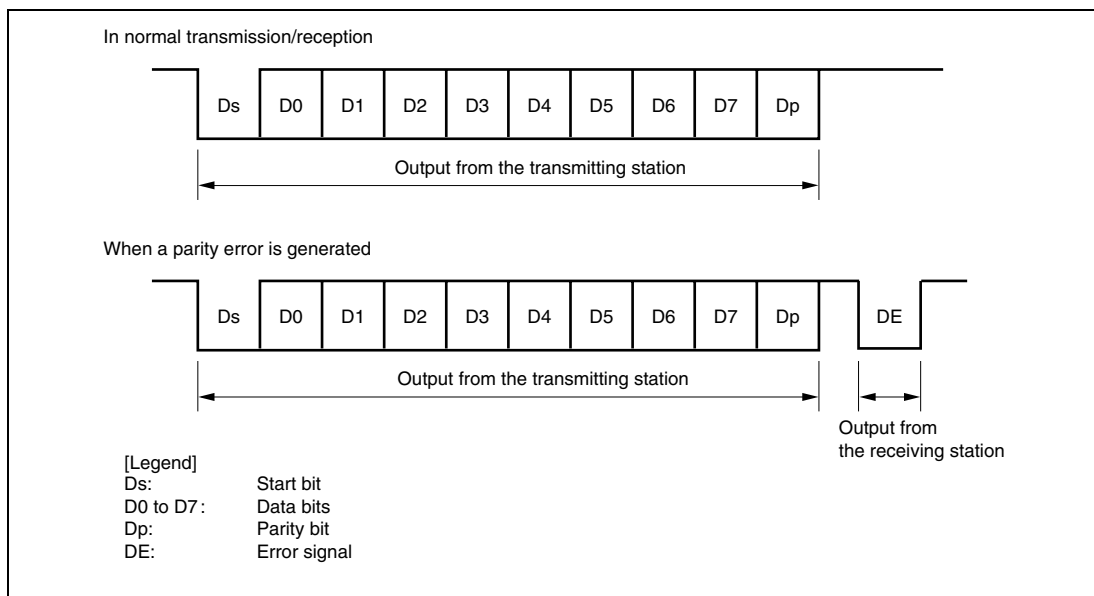 In normal transmission/reception
Ds D0 D1 D2 D3 D4 D5 D6 D7 Dp
Output from the transmitting station
When a parity error is generated
Ds D0 D1 D2 D3 D4 D5 D6 D7 Dp DE
Output from the transmitting station
Output from
the receiving station
[Legend]
Ds: Start bit
D0 to D7: Data bits
Dp: Parity bit
DE: Error signal